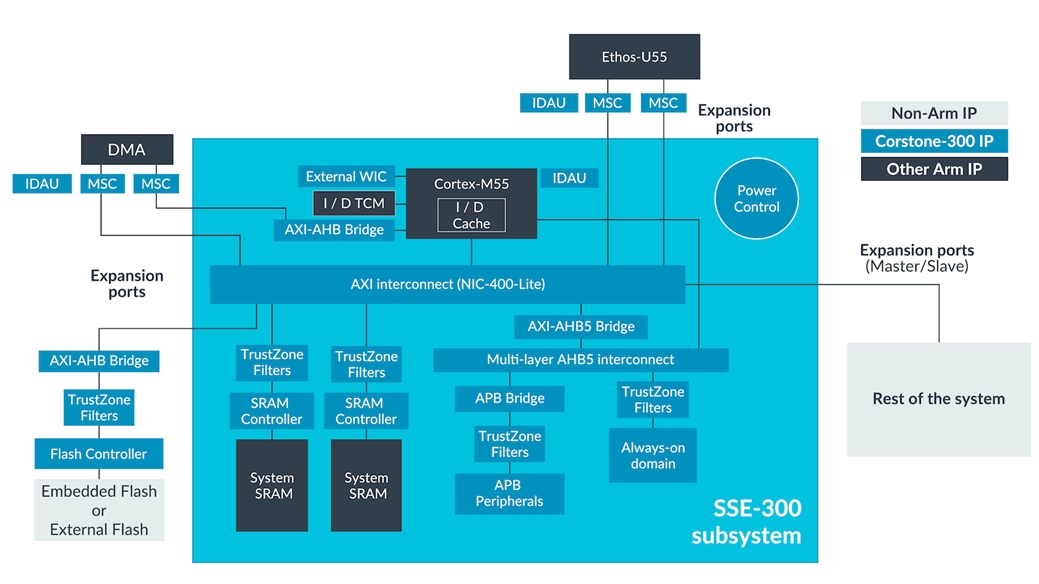 Ethos-U55
IDAU
MSC
MSC
Expansion
ports
Non-Arm IP
Corstone-300 IP
Other Arm IP
DMA
IDAU
MSC
MSC
External WIC
Cortex-M55
IDAU
I / D TCM
I / D
Cache
AXI-AHB Bridge
Power
Control
Expansion ports
(Master/Slave)
Expansion
ports
AXI interconnect (NIC-400-Lite)
AXI-AHB5 Bridge
AXI-AHB Bridge
TrustZone
Filters
TrustZone
Filters
Multi-layer AHB5 interconnect
TrustZone
Filters
SRAM
Controller
SRAM
Controller
APB Bridge
TrustZone
Filters
Rest of the system
Flash Controller
TrustZone
Filters
Always-on
domain
System
SRAM
System
SRAM
APB
Peripherals
Embedded Flash
or
External Flash
SSE-300
subsystem